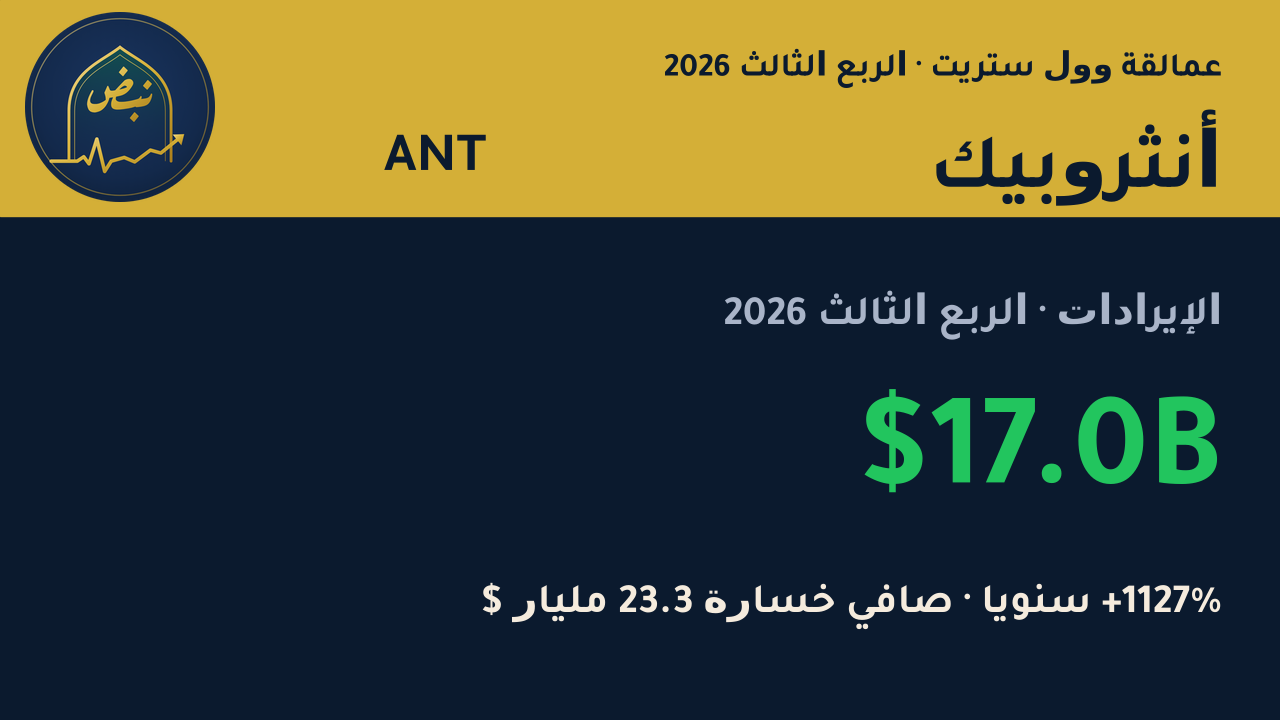 نبض
عمالقة وول ستريت · الربع الثالث 2026
أنثروبيك
ANT
الإيرادات · الربع الثالث 2026
$17.0B
+1127% سنويا · صافي خسارة 23.3 مليار $